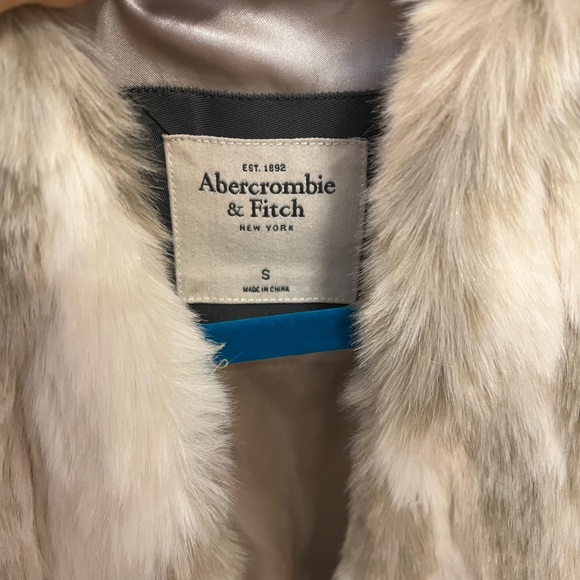 EST. 1892
Abercrombie
& Fitch
NEW YORK
S
MADE IN CHINA